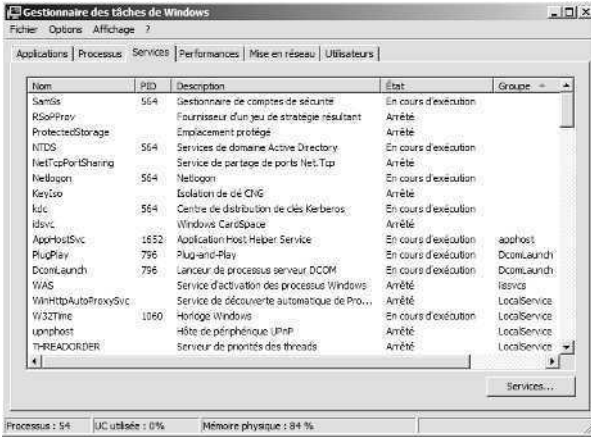 Gestionnaire des tâches de Windows
Fichier Options Affichage ?
Applications Processus Services Performances Mise en réseau Utilisateurs
Nom PID Description État Groupe
SamSs 564 Gestionnaire de comptes de sécurité En cours d'exécution
RSoPProv Fournisseur d'un jeu de stratégie résultant Arrêté
ProtectedStorage Emplacement protégé Arrêté
NTDS 564 Services de domaine Active Directory En cours d'exécution
NetTcpPortSharing Service de partage de ports Net.Tcp Arrêté
Netlogon 564 Netlogon En cours d'exécution
KeyIso Isolation de clé CNG Arrêté
kdc 564 Centre de distribution de clés Kerberos En cours d'exécution
idsvc Windows CardSpace Arrêté
AppHostSvc 1652 Application Host Helper Service En cours d'exécution apphost
PlugPlay 796 Plug-and-Play En cours d'exécution DcomLaunch
DcomLaunch 796 Lanceur de processus serveur DCOM En cours d'exécution DcomLaunch
WAS Service d'activation des processus Windows Arrêté iissvcs
WinHttpAutoProxySvc Service de découverte automatique de Pro... Arrêté LocalService
W32Time 1060 Horloge Windows En cours d'exécution LocalService
upnphost Hôte de périphérique UPnP Arrêté LocalService
THREADORDER Serveur de priorités des threads Arrêté LocalService
Services...
Processus : 54 UC utilisée : 0% Mémoire physique : 84 %